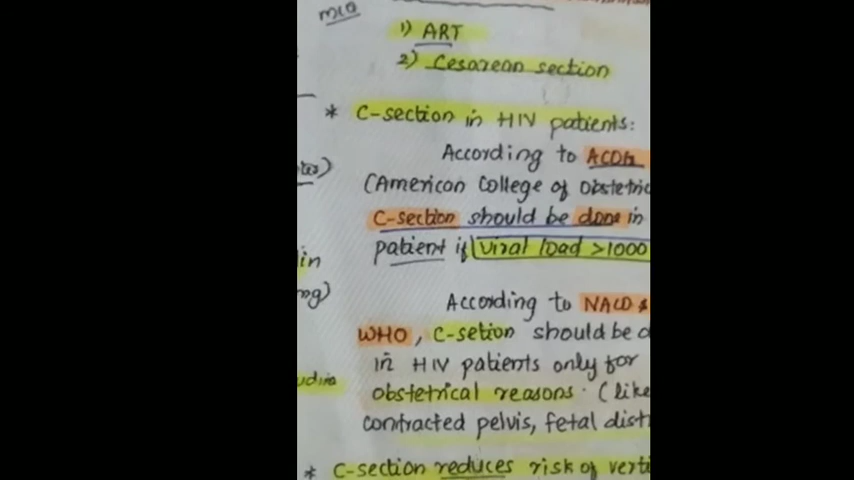 1) ART
2) Cesarean section
* C-section in HIV patients:
According to ACOG
(American College of Obstetric
C-section should be done in
patient if viral load >1000
in
According to NACO &
WHO, C-setion should be d
in HIV patients only for
obstetrical reasons. (like
contracted pelvis, fetal dist
* C-section reduces risk of verti